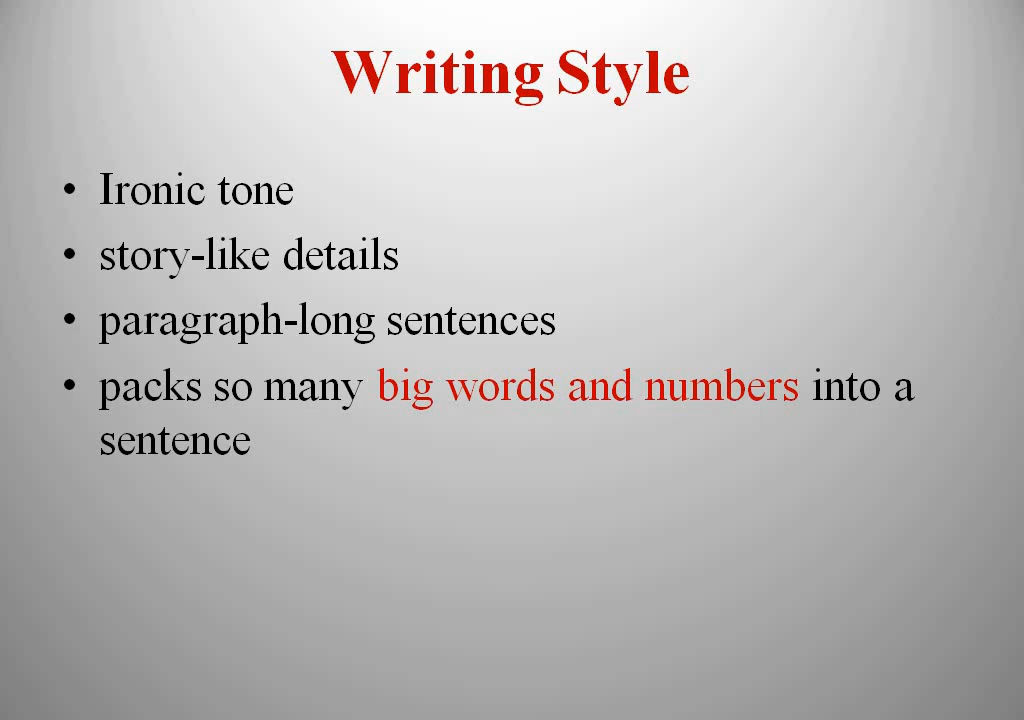 Writing Style
• Ironic tone
• story-like details
• paragraph-long sentences
• packs so many big words and numbers into a
sentence